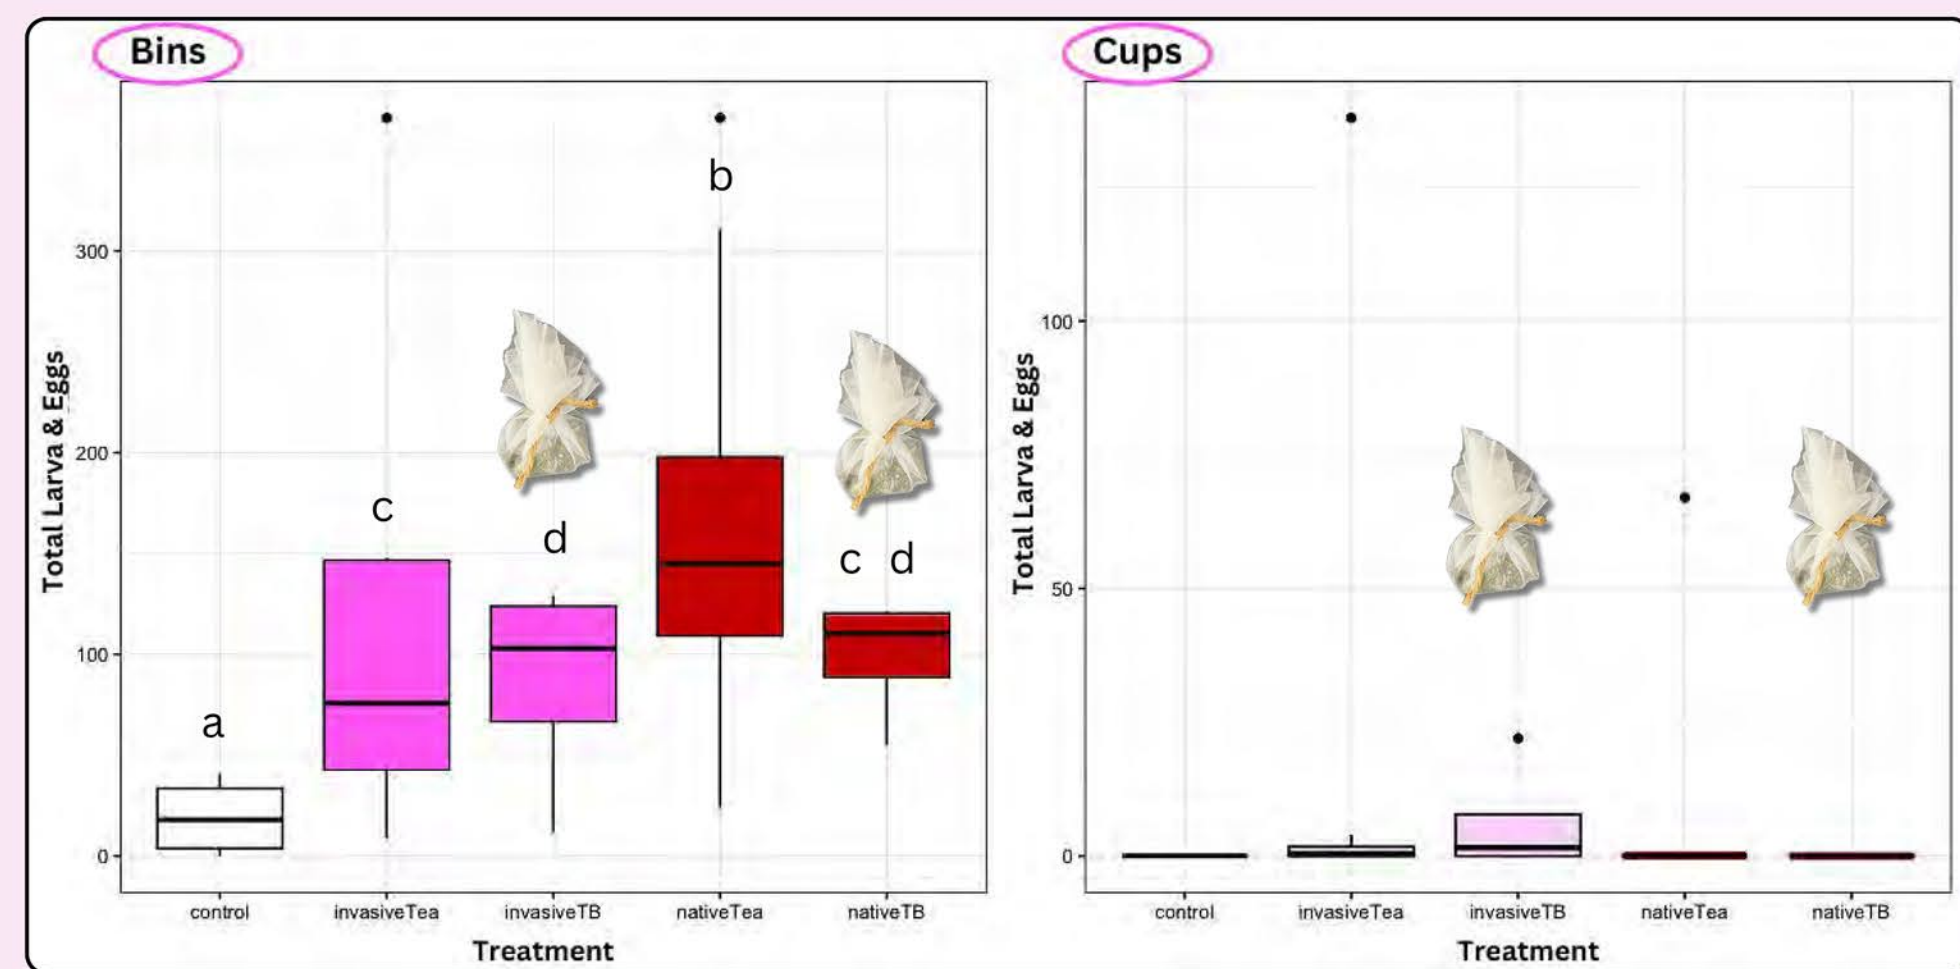 Bins
Total Larva & Eggs
300
200
100
0
a
c
d
b
c d
control invasiveTea invasiveTB nativeTea nativeTB
Treatment
Cups
Total Larva & Eggs
100
50
0
control invasiveTea invasiveTB nativeTea nativeTB
Treatment